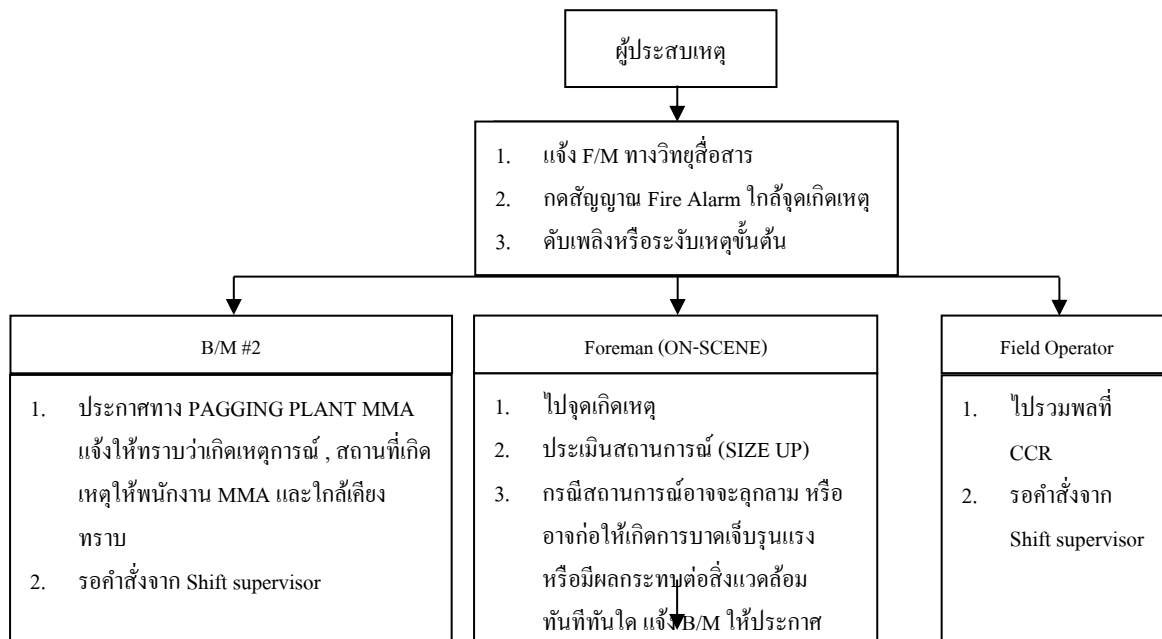 ผู้ประสบเหตุ
1. แจ้ง F/M ทางวิทยุสื่อสาร
2. กดสัญญาณ Fire Alarm ใกล้จุดเกิดเหตุ
3. ดับเพลิงหรือระงับเหตุขั้นต้น
B/M #2
1. ประกาศทาง PAGGING PLANT MMA
แจ้งให้ทราบว่าเกิดเหตุการณ์ , สถานที่เกิด
เหตุให้พนักงาน MMA และใกล้เคียง
ทราบ
2. รอคำสั่งจาก Shift supervisor
Foreman (ON-SCENE)
1. ไปจุดเกิดเหตุ
2. ประเมินสถานการณ์ (SIZE UP)
3. กรณีสถานการณ์อาจจะลุกลาม หรือ
อาจก่อให้เกิดการบาดเจ็บรุนแรง
หรือมีผลกระทบต่อสิ่งแวดล้อม
ทันทีทันใด แจ้ง B/M ให้ประกาศ
Field Operator
1. ไปรวมพลที่
CCR
2. รอคำสั่งจาก
Shift supervisor